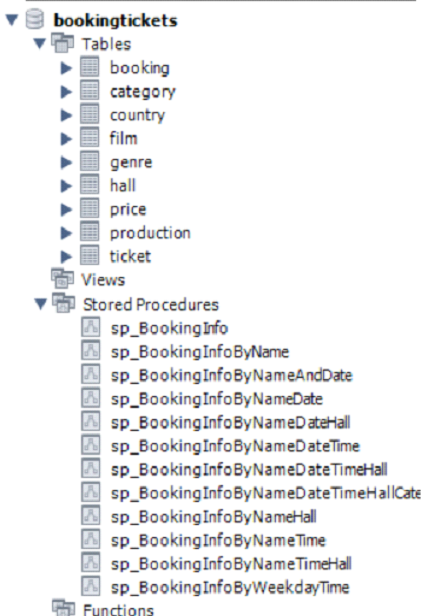 bookingtickets
Tables
booking
category
country
film
genre
hall
price
production
ticket
Views
Stored Procedures
sp_BookingInfo
sp_BookingInfoByName
sp_BookingInfoByNameAndDate
sp_BookingInfoByNameDate
sp_BookingInfoByNameDateHall
sp_BookingInfoByNameDateTime
sp_BookingInfoByNameDateTimeHall
sp_BookingInfoByNameDateTimeHallCate
sp_BookingInfoByNameHall
sp_BookingInfoByNameTime
sp_BookingInfoByNameTimeHall
sp_BookingInfoByWeekdayTime
Functions